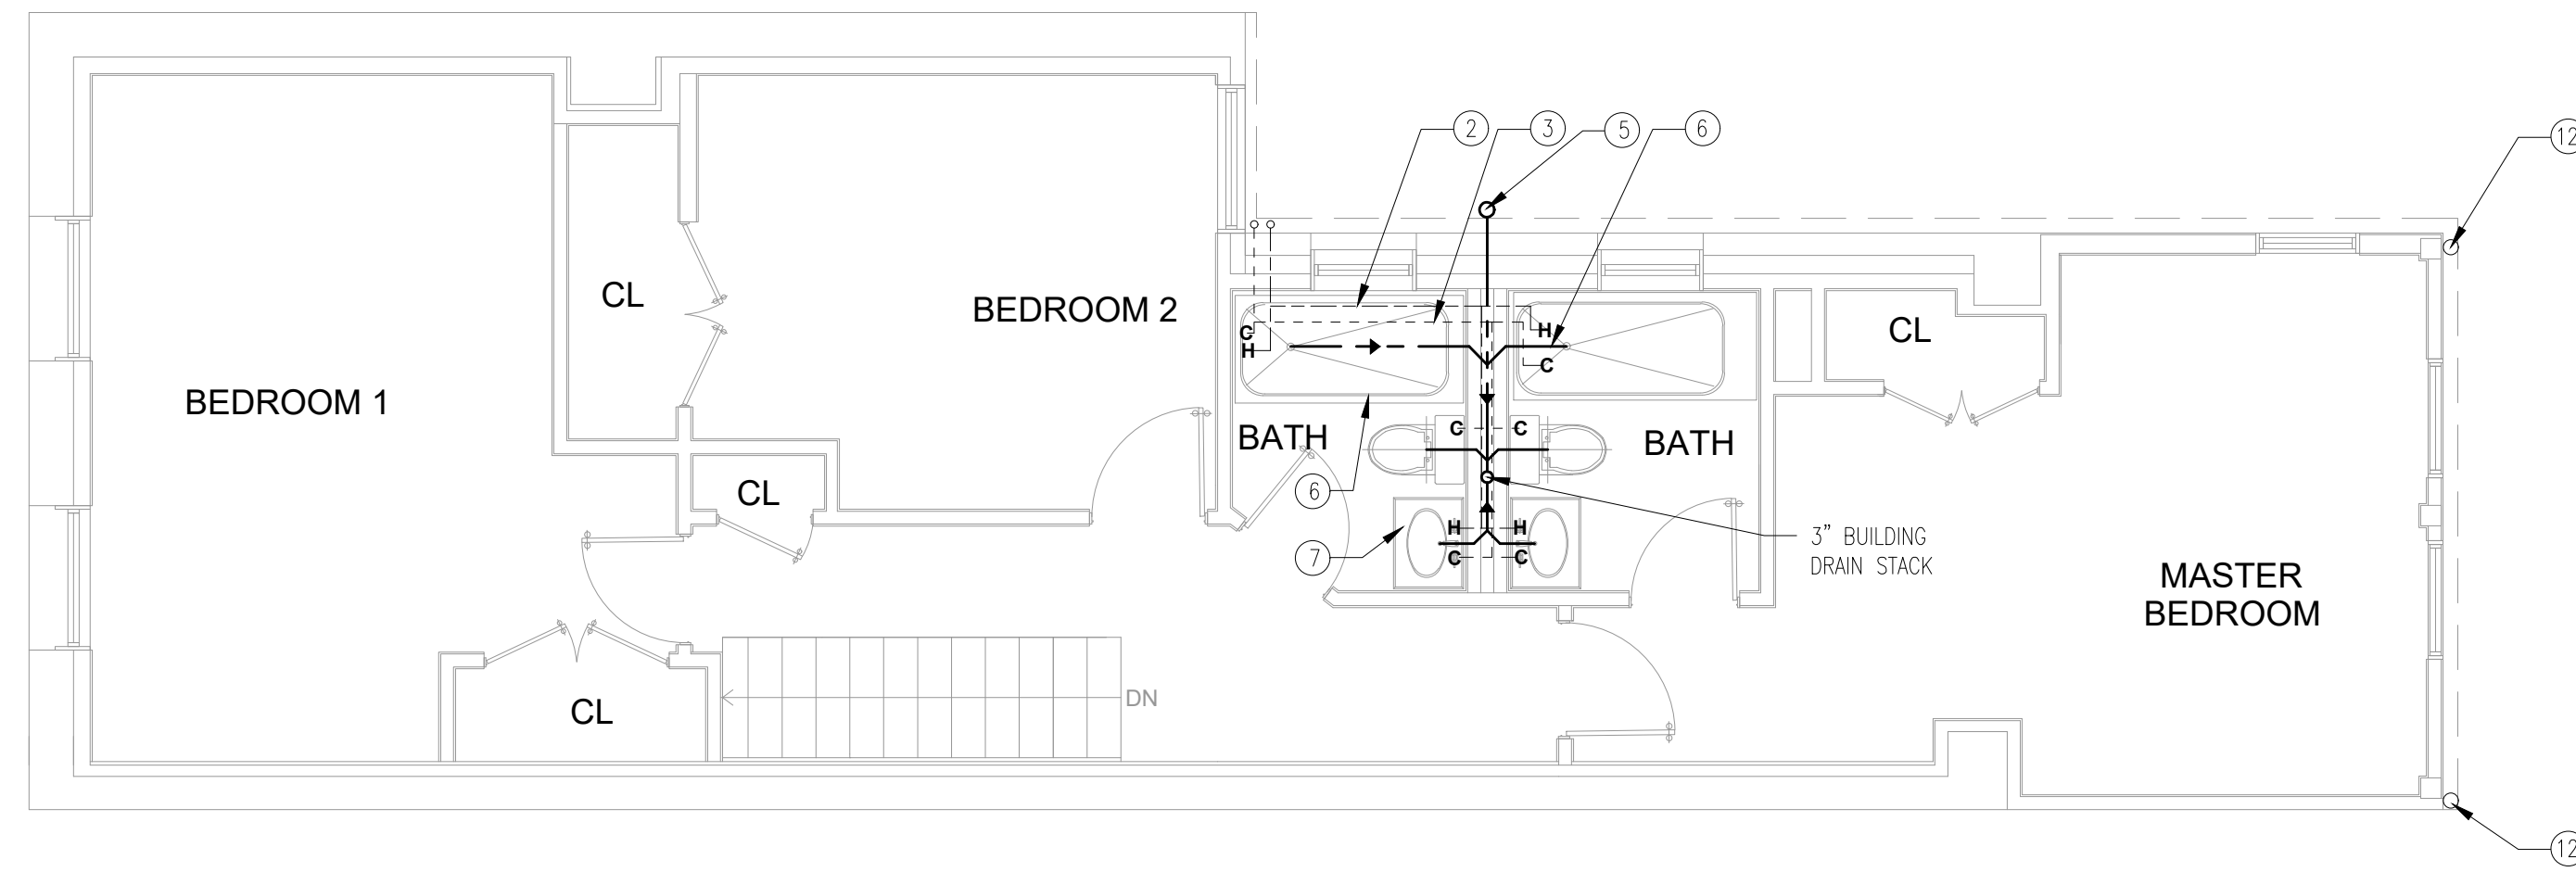 2
3
5
6
12
CL
BEDROOM 2
C
H
H
C
CL
BEDROOM 1
BATH
C
C
BATH
CL
6
7
H
H
C
C
3” BUILDING
DRAIN STACK
MASTER
BEDROOM
CL
DN
12